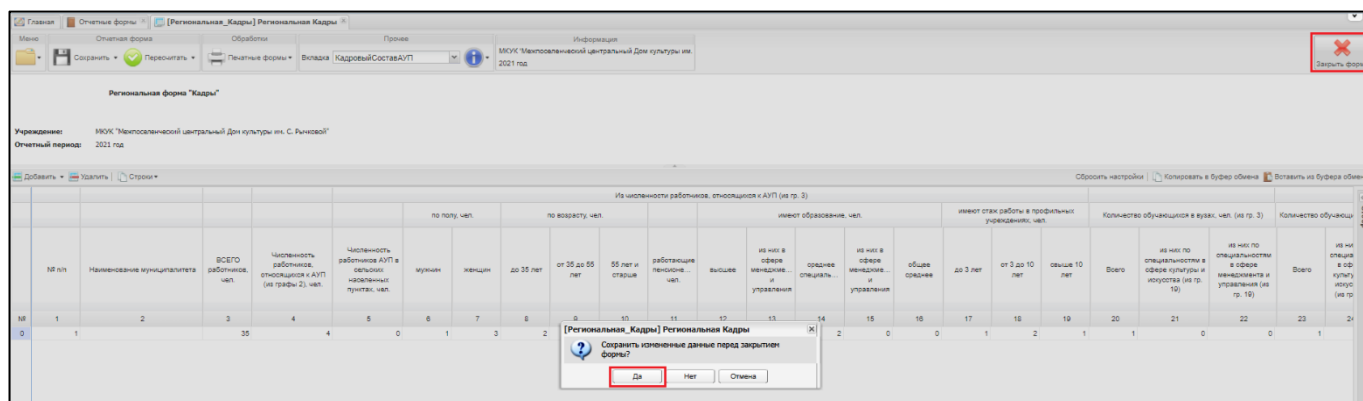 Главная Отчетные формы [Региональная_Кадры] Региональная Кадры
Меню Отчетная форма Обработки Прочее Информация
Сохранить Пересчитать Печатные формы Вкладка КадровыйСоставАУП
МКУК "Межпоселенческий центральный Дом культуры им.
2021 год
Закрыть форм
Региональная форма "Кадры"
Учреждение: МКУК "Межпоселенческий центральный Дом культуры им. С. Рычковой"
Отчетный период: 2021 год
Добавить Удалить Строки Сбросить настройки Копировать в буфер обмена Вставить из буфера обмен
Из численности работников, относящихся к АУП (из гр. 3)
по полу, чел. по возрасту, чел. имеют образование, чел. имеют стаж работы в профильных учреждениях, чел. Количество обучающихся в вузах, чел. (из гр. 3) Количество обучающи
№ п/п
Наименование муниципалитета
ВСЕГО работников, чел.
Численность работников, относящихся к АУП (из графы 2), чел.
Численность работников АУП в сельских населенных пунктах, чел.
мужчин
женщин
до 35 лет
от 35 до 55 лет
55 лет и старше
работающие пенсионе... чел.
высшее
из них в сфере менеджме... и управления
среднее специаль...
из них в сфере менеджме... и управления
общее среднее
до 3 лет
от 3 до 10 лет
свыше 10 лет
Всего
из них по специальностям в сфере культуры и искусства (из гр. 19)
из них по специальностям в сфере менеджмента и управления (из гр. 19)
Всего
№ 1 2 3 4 5 6 7 8 9 10 11 12 13 14 15 16 17 18 19 20 21 22 23
0 1 35 4 0 1 3 2 2 0 0 1 2 1 1 0 0 1
[Региональная_Кадры] Региональная Кадры
Сохранить измененные данные перед закрытием
формы?
Да Нет Отмена